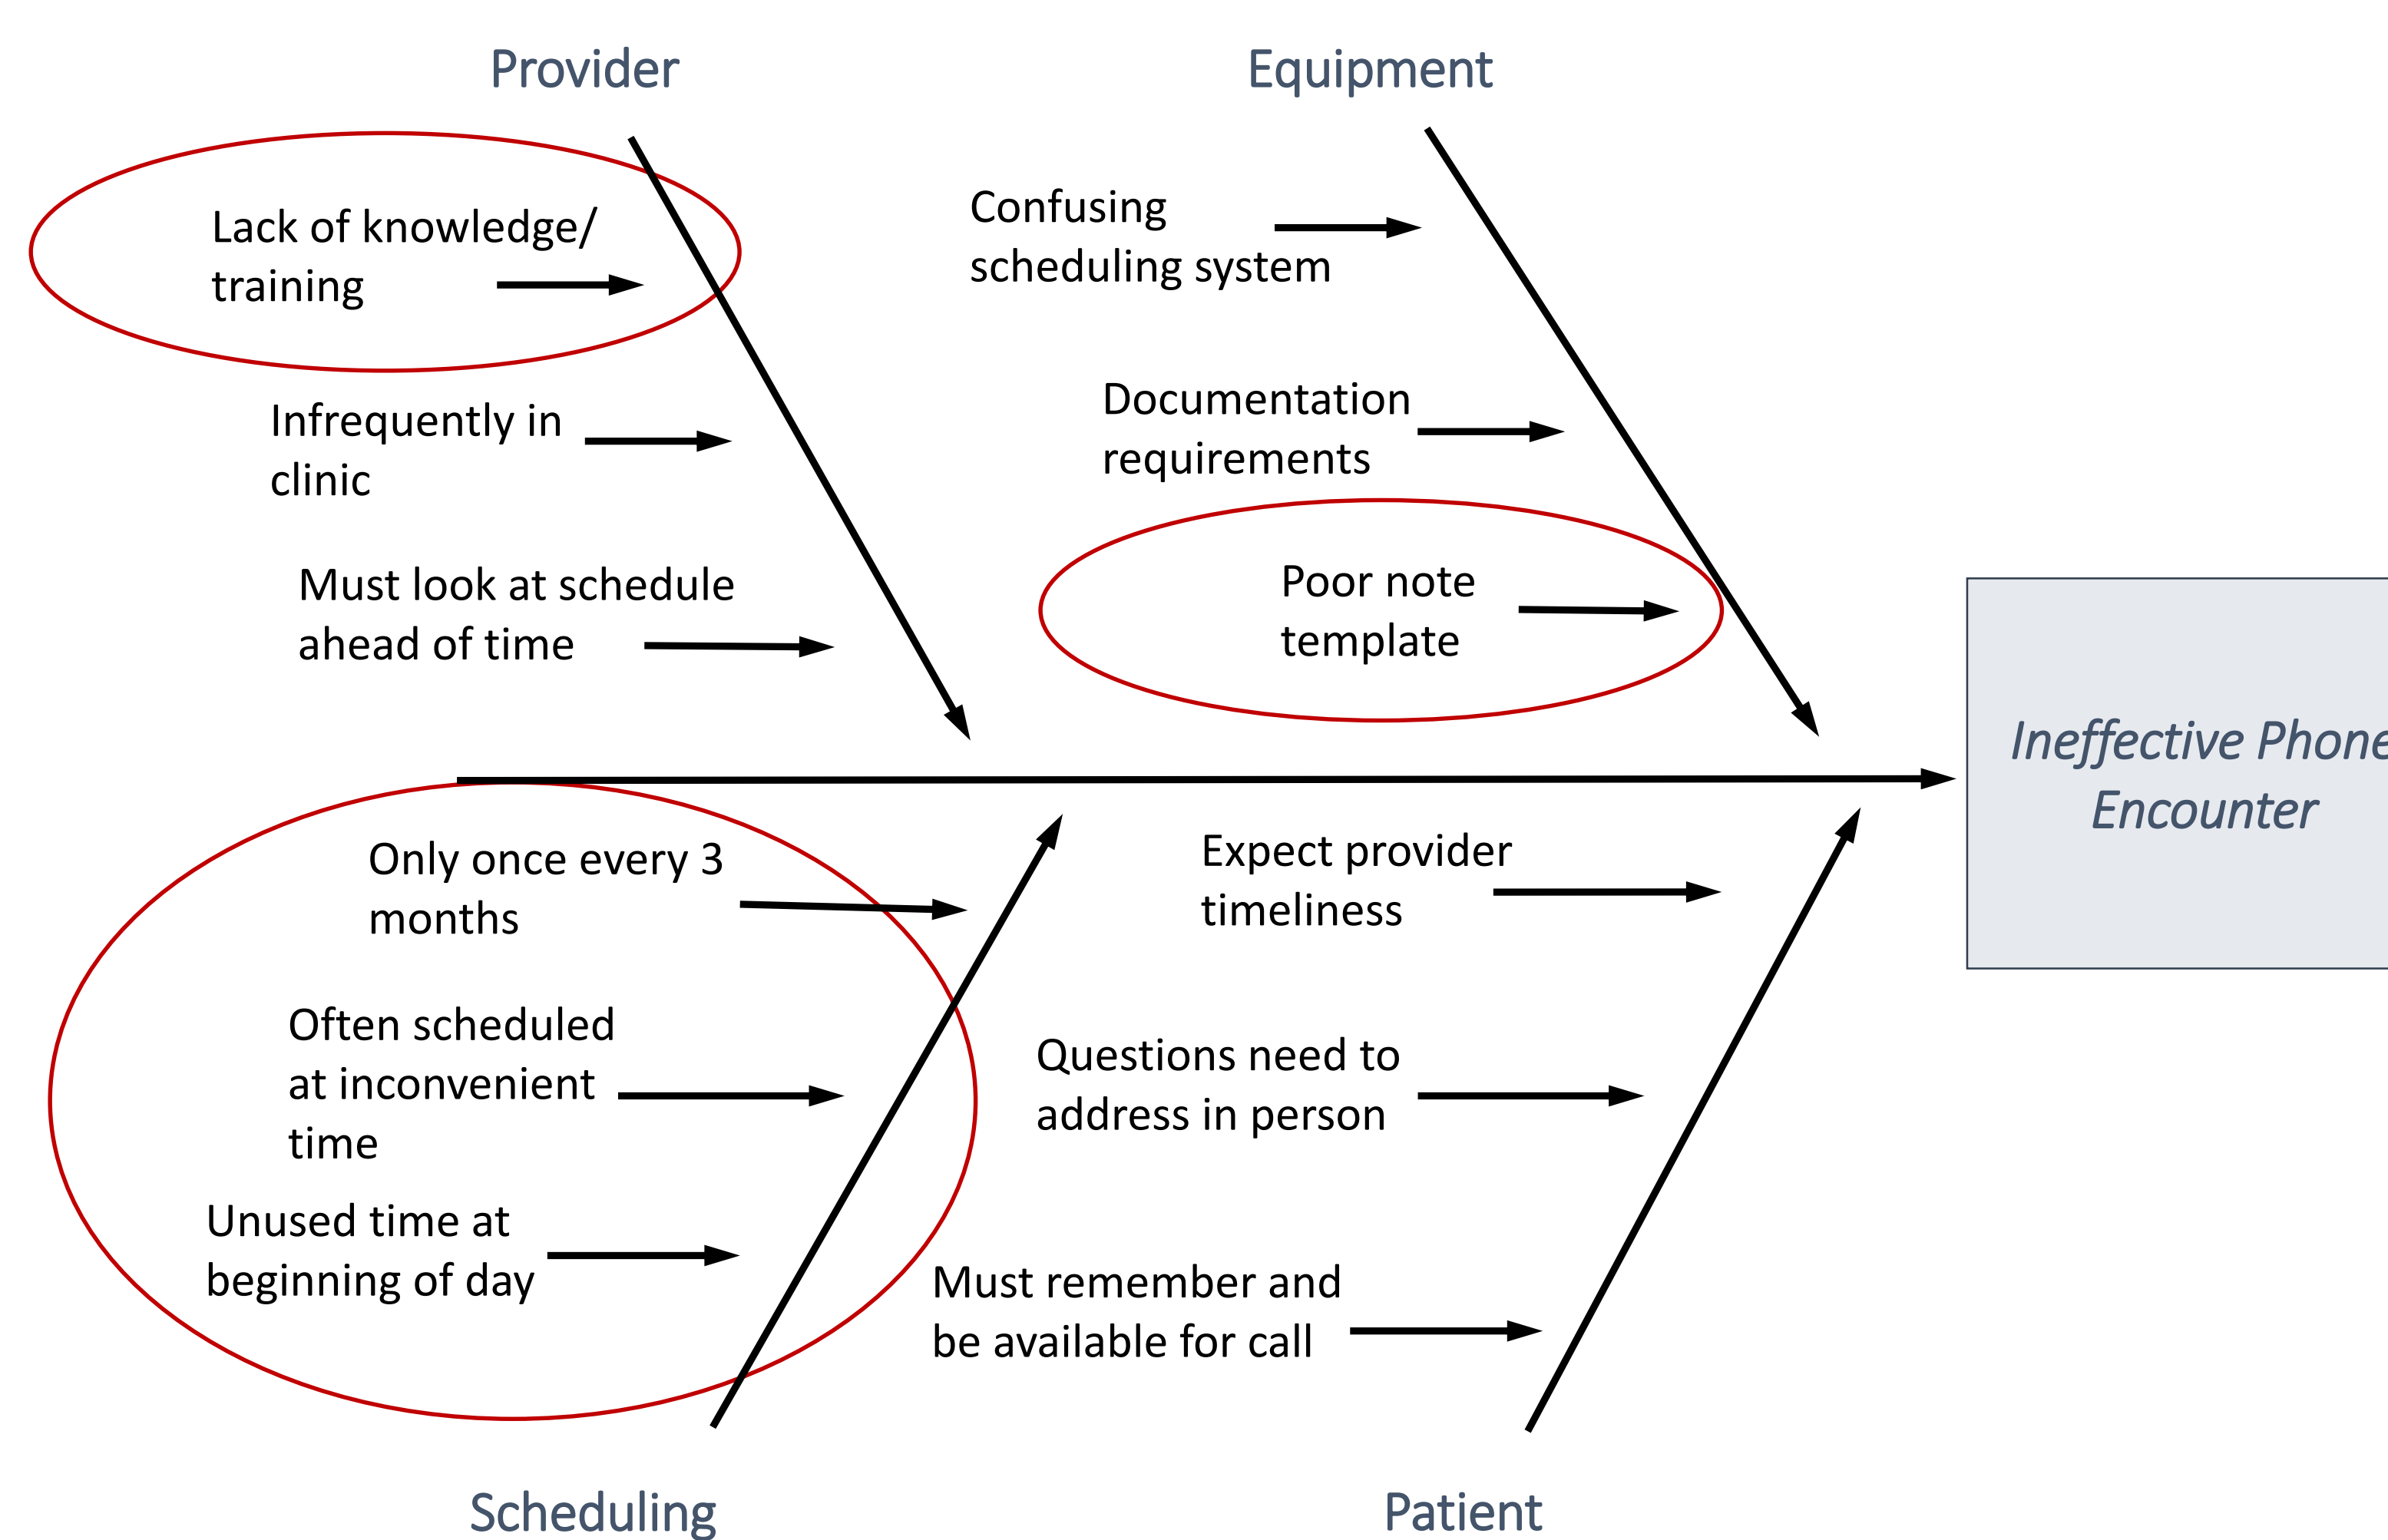 Provider
Equipment
Lack of knowledge/
training
Infrequently in
clinic
Must look at schedule
ahead of time
Confusing
scheduling system
Documentation
requirements
Poor note
template
Ineffective Phone
Encounter
Only once every 3
months
Often scheduled
at inconvenient
time
Unused time at
beginning of day
Expect provider
timeliness
Questions need to
address in person
Must remember and
be available for call
Scheduling
Patient